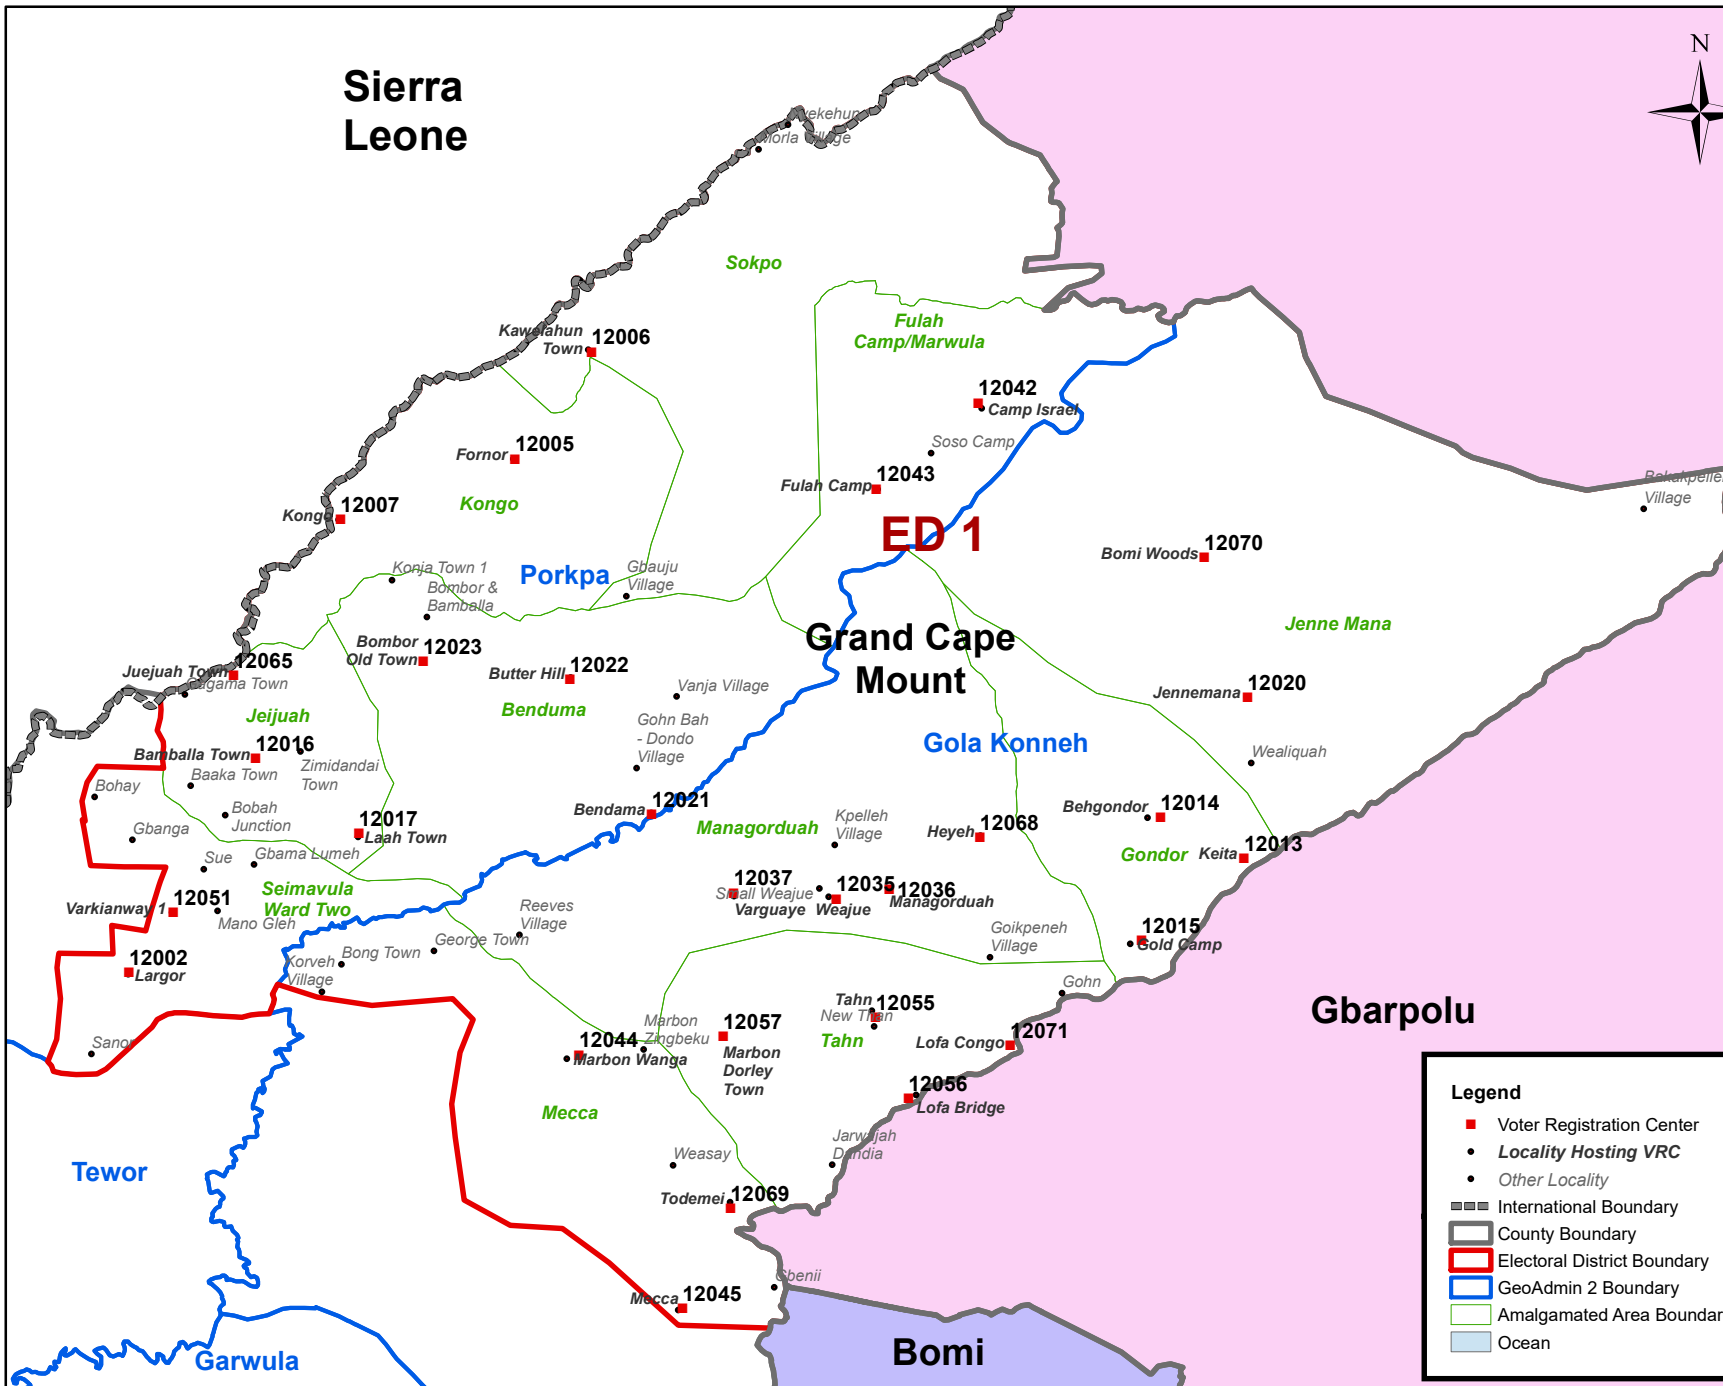 Sierra
Leone
N
Morla Village
Sokpo
Fulah
Camp/Marwula
Kawelahun
Town
12006
12042
Camp Israel
Soso Camp
12005
Fornor
12043
Fulah Camp
12007
Kongo
Kongo
ED 1
Bakakpelleh
Village
12070
Bomi Woods
Konja Town 1
Bombor &
Bamballa
Porkpa
Gbauju
Village
Jenne Mana
Grand Cape
Mount
12023
Bombor
Old Town
12022
Butter Hill
12065
Juejuah Town
Vanja Village
12020
Jennemana
Jeijuah
Benduma
Gohn Bah
- Dondo
Village
Gola Konneh
12016
Bamballa Town
Zimidandai
Town
Wealiquah
Baaka Town
Bohay
Bobah
Junction
12021
Bendama
12014
Behgondor
Gbanga
12017
Laah Town
Managorduah
Kpelleh
Village
12068
Heyeh
Gondor
12013
Keita
Sue
Gbama Lumeh
Seimavula
Ward Two
12037
Small Weajue
Varguaye
12035
Weajue
12036
Managorduah
12051
Varkianway 1
Mano Gleh
Reeves
Village
George Town
Bong Town
Korveh
Village
Goikpeneh
Village
12015
Gold Camp
12002
Largor
Gohn
Sanor
12044
Marbon Wanga
Marbon
Zingbeku
12057
Marbon
Dorley
Town
Tahn
12055
New Than
Tahn
12071
Lofa Congo
Gbarpolu
12056
Lofa Bridge
Mecca
Jarwajah
Dandia
Weasay
Tewor
12069
Todemei
Gbenii
12045
Mecca
Garwula
Bomi
Legend
Voter Registration Center
Locality Hosting VRC
Other Locality
International Boundary
County Boundary
Electoral District Boundary
GeoAdmin 2 Boundary
Amalgamated Area Boundar
Ocean